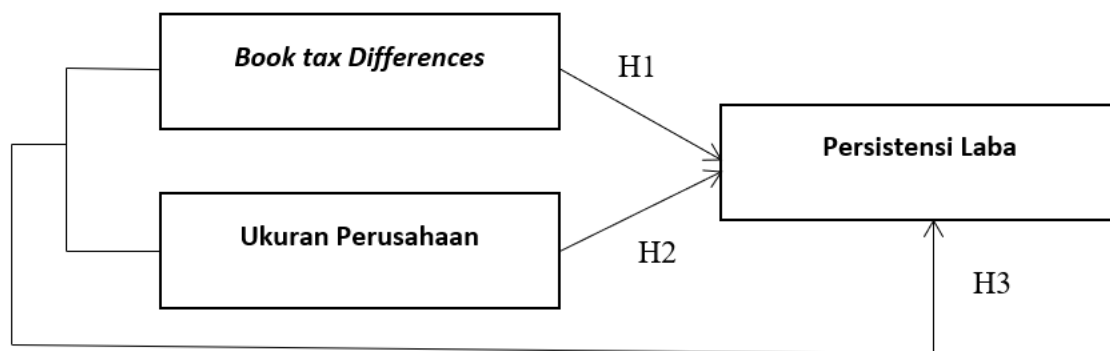 Book tax Differences
H1
Persistensi Laba
Ukuran Perusahaan
H2
H3